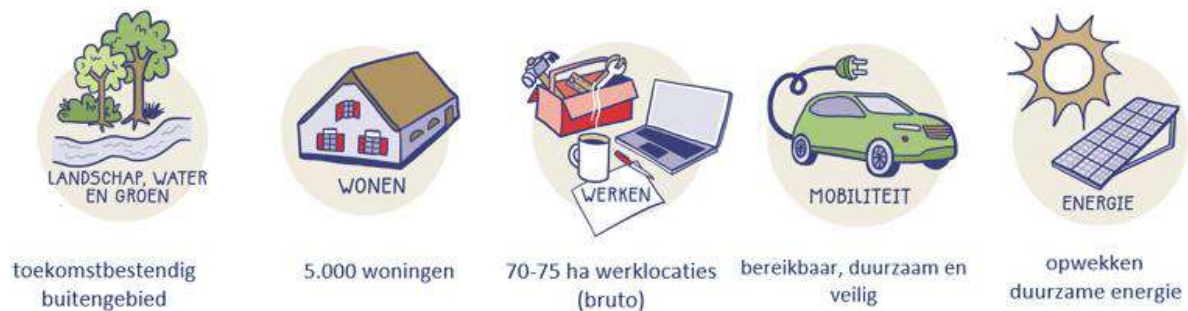 LANDSCHAP, WATER
EN GROEN
WONEN
WERKEN
MOBILITEIT
ENERGIE
toekomstbestendig
buitengebied
5.000 woningen
70-75 ha werklocaties
(bruto)
bereikbaar, duurzaam en
veilig
opwekken
duurzame energie